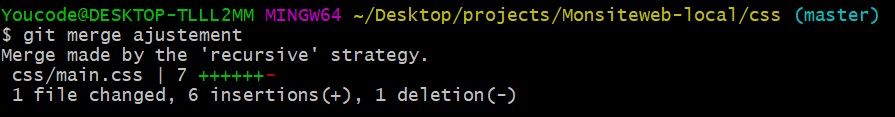 Youcode@DESKTOP-TLLL2MM MINGW64 ~/Desktop/projects/Monsiteweb-local/css (master)
$ git merge ajustement
Merge made by the 'recursive' strategy.
 css/main.css | 7 ++++++-
 1 file changed, 6 insertions(+), 1 deletion(-)